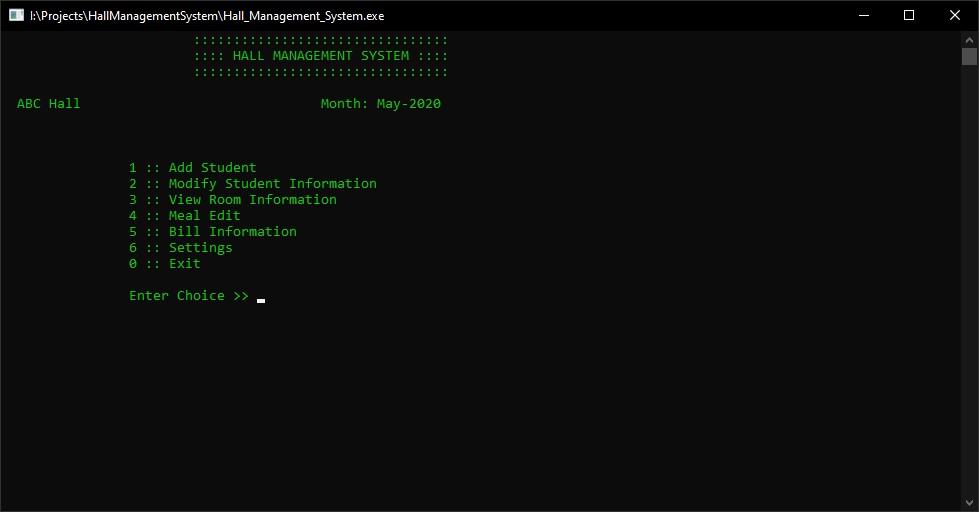 I:\Projects\HallManagementSystem\Hall_Management_System.exe
::::::::::::::::::::::::::::::::
:::: HALL MANAGEMENT SYSTEM ::::
::::::::::::::::::::::::::::::::
ABC Hall Month: May-2020
1 :: Add Student
2 :: Modify Student Information
3 :: View Room Information
4 :: Meal Edit
5 :: Bill Information
6 :: Settings
0 :: Exit
Enter Choice >> _